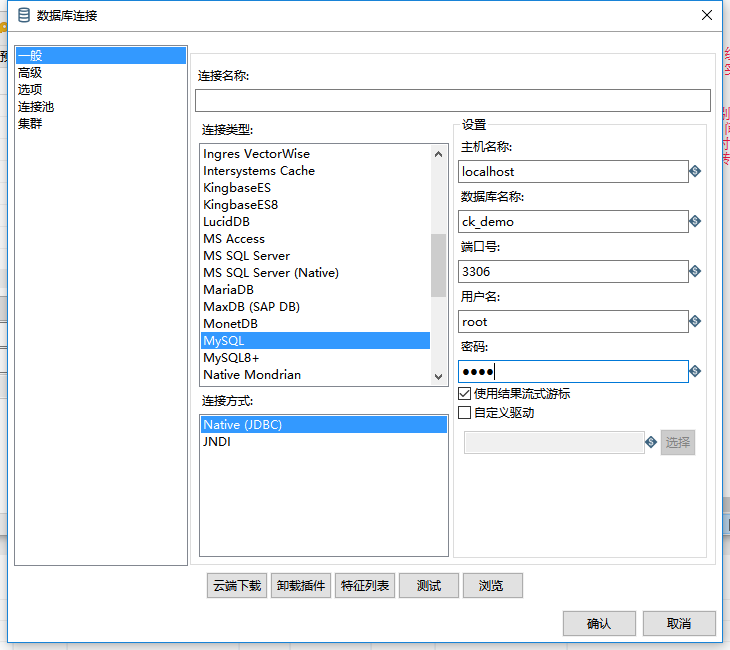 数据库连接
一般
高级
选项
连接池
集群
连接名称:
连接类型:
Ingres VectorWise
Intersystems Cache
KingbaseES
KingbaseES8
LucidDB
MS Access
MS SQL Server
MS SQL Server (Native)
MariaDB
MaxDB (SAP DB)
MonetDB
MySQL
MySQL8+
Native Mondrian
连接方式:
Native (JDBC)
JNDI
设置
主机名称:
localhost
数据库名称:
ck_demo
端口号:
3306
用户名:
root
密码:
●●●●
使用结果流式游标
自定义驱动
选择
云端下载 卸载插件 特征列表 测试 浏览
确认 取消